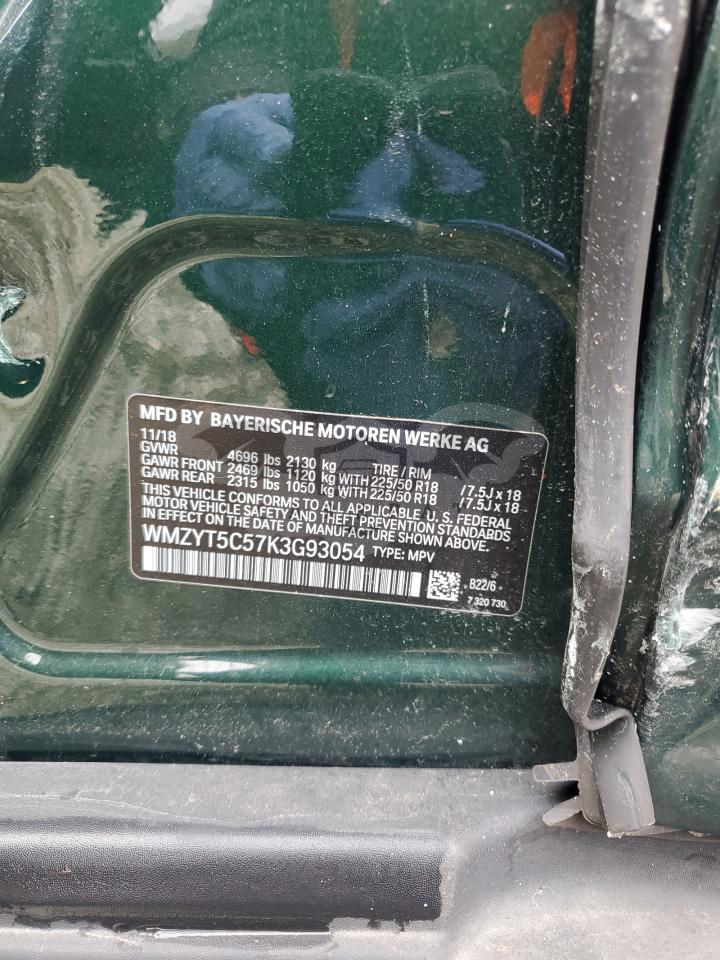 MFD BY BAYERISCHE MOTOREN WERKE AG
11/18
GVWR 4696 lbs 2130 kg TIRE / RIM
GAWR FRONT 2469 lbs 1120 kg WITH 225/50 R18 /7.5J x 18
GAWR REAR 2315 lbs 1050 kg WITH 225/50 R18 /7.5J x 18
THIS VEHICLE CONFORMS TO ALL APPLICABLE U.S. FEDERAL
MOTOR VEHICLE SAFETY AND THEFT PREVENTION STANDARDS
IN EFFECT ON THE DATE OF MANUFACTURE SHOWN ABOVE.
WMZYT5C57K3G93054 TYPE: MPV
B22/6
7 320 730